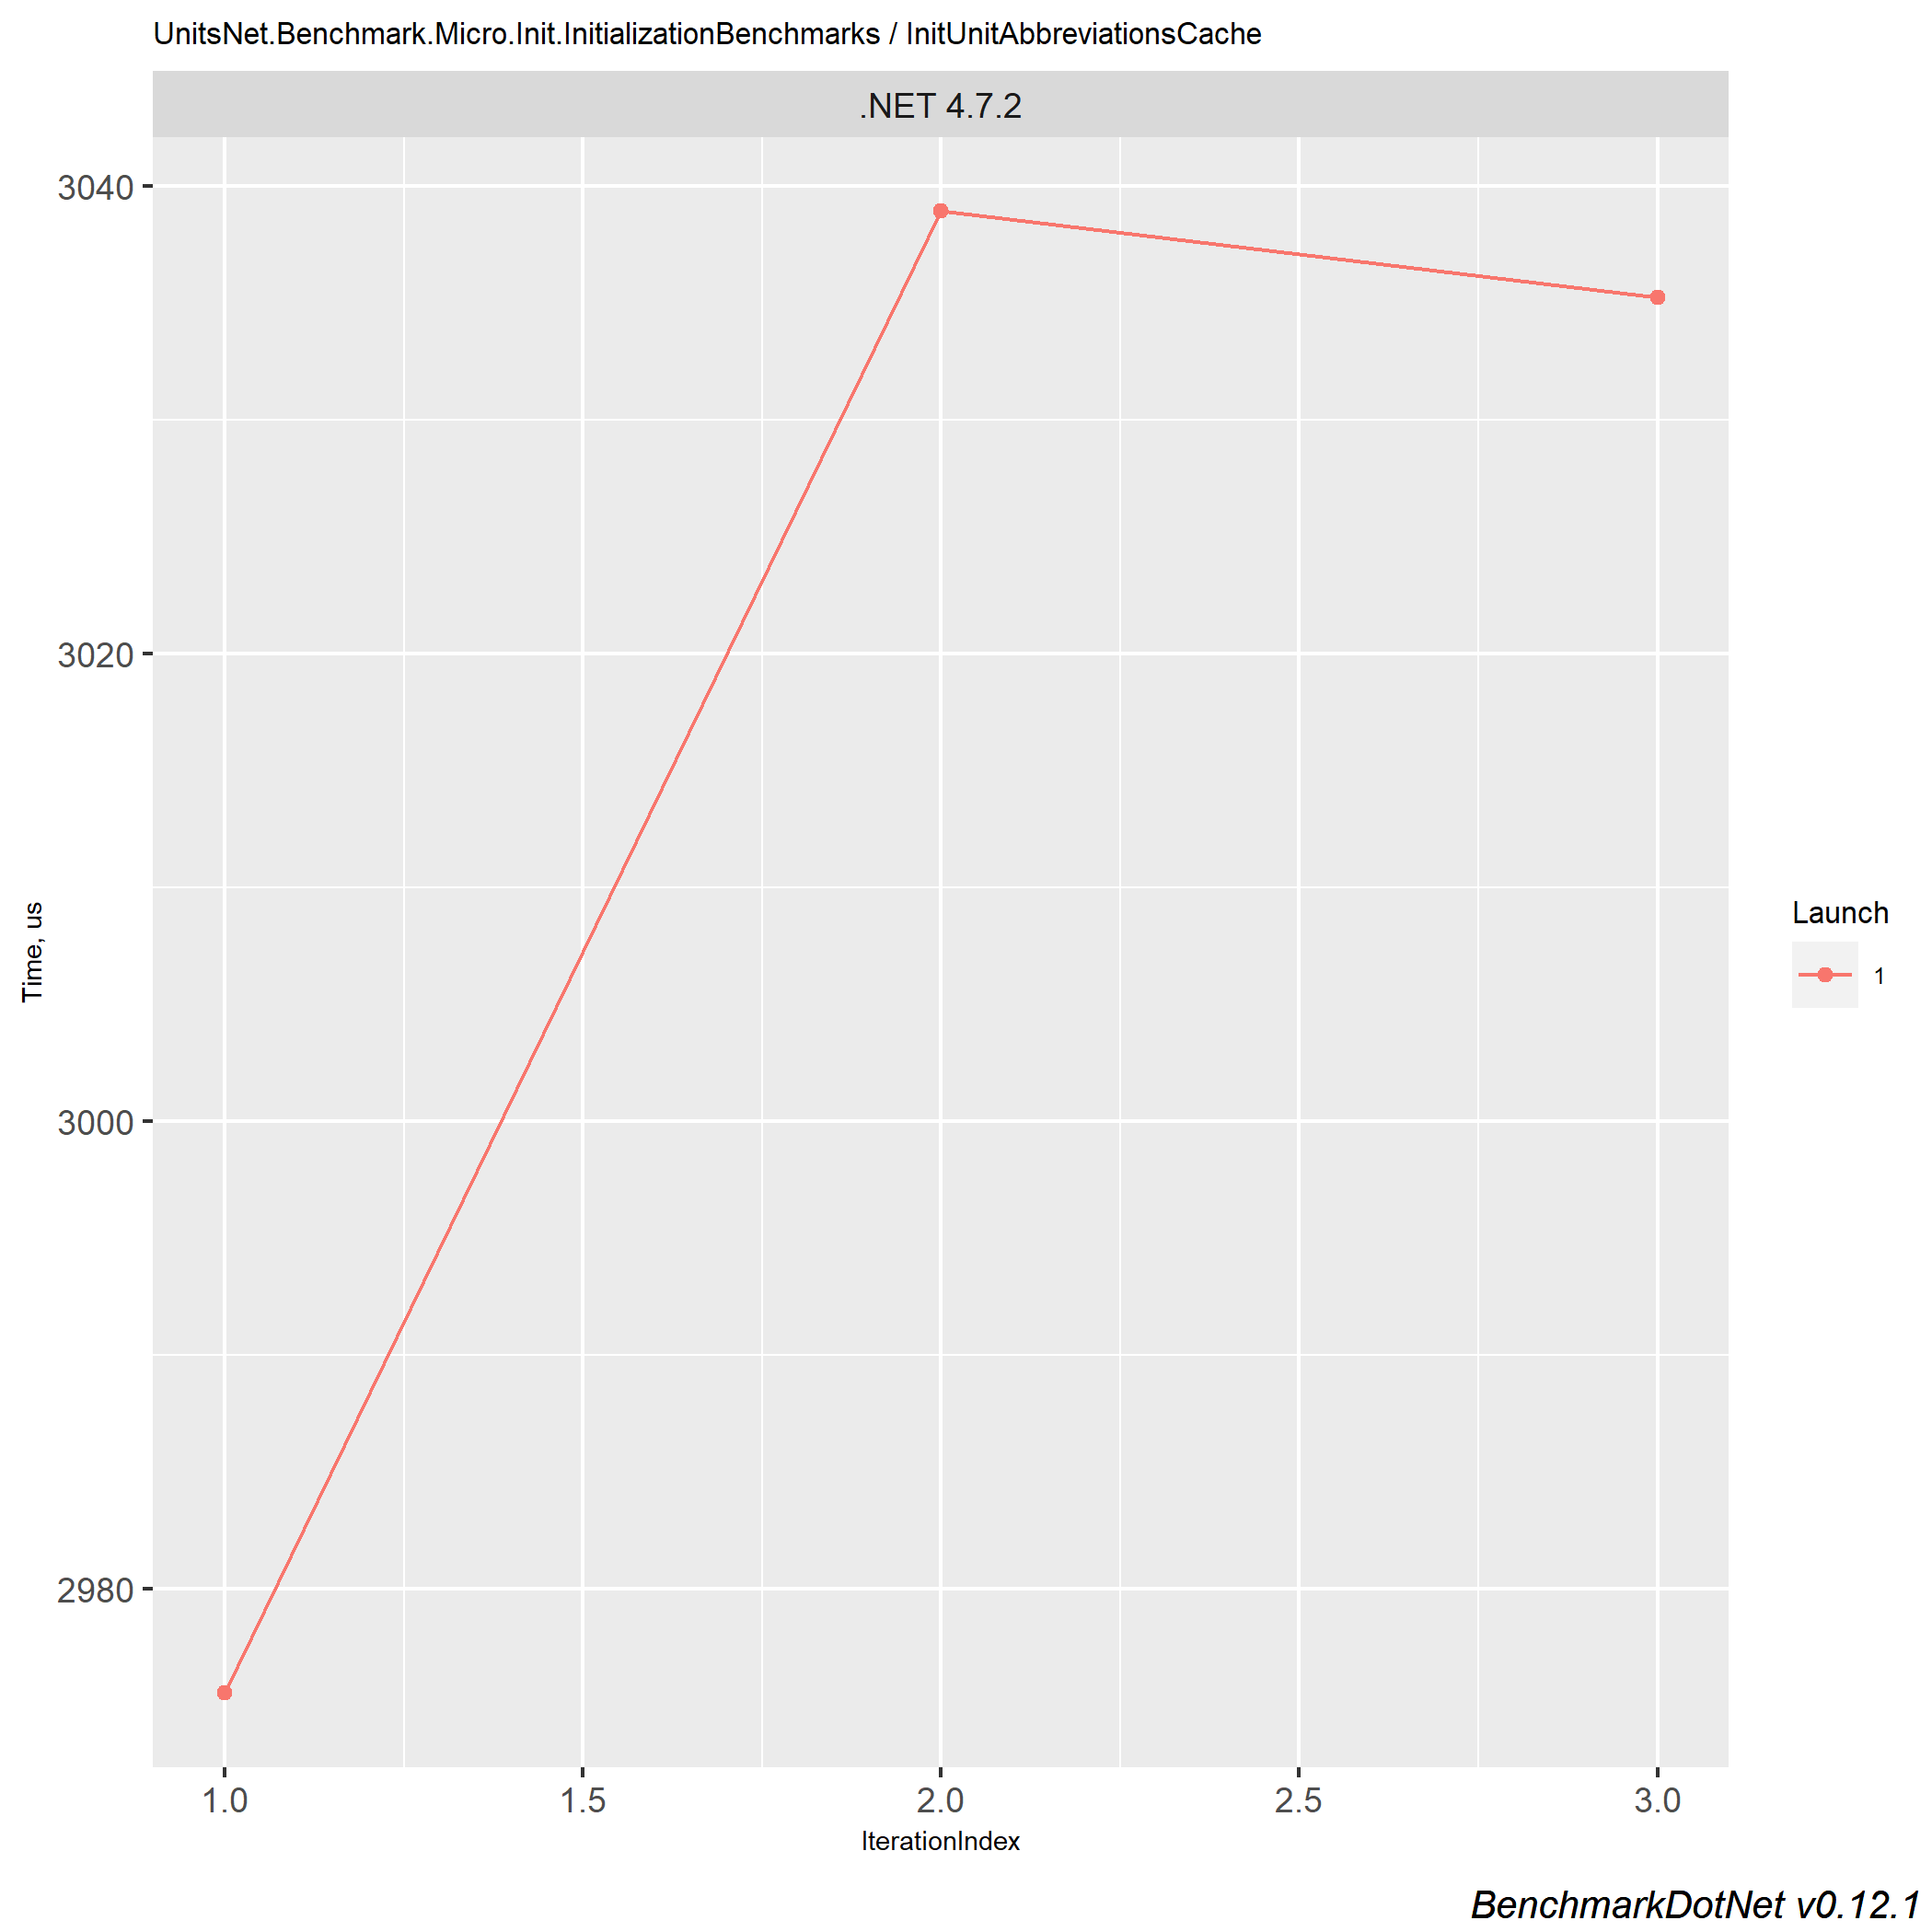 UnitsNet.Benchmark.Micro.Init.InitializationBenchmarks / InitUnitAbbreviationsCache
.NET 4.7.2
3040
3020
3000
2980
Time, us
1.0 1.5 2.0 2.5 3.0
IterationIndex
Launch
1
BenchmarkDotNet v0.12.1